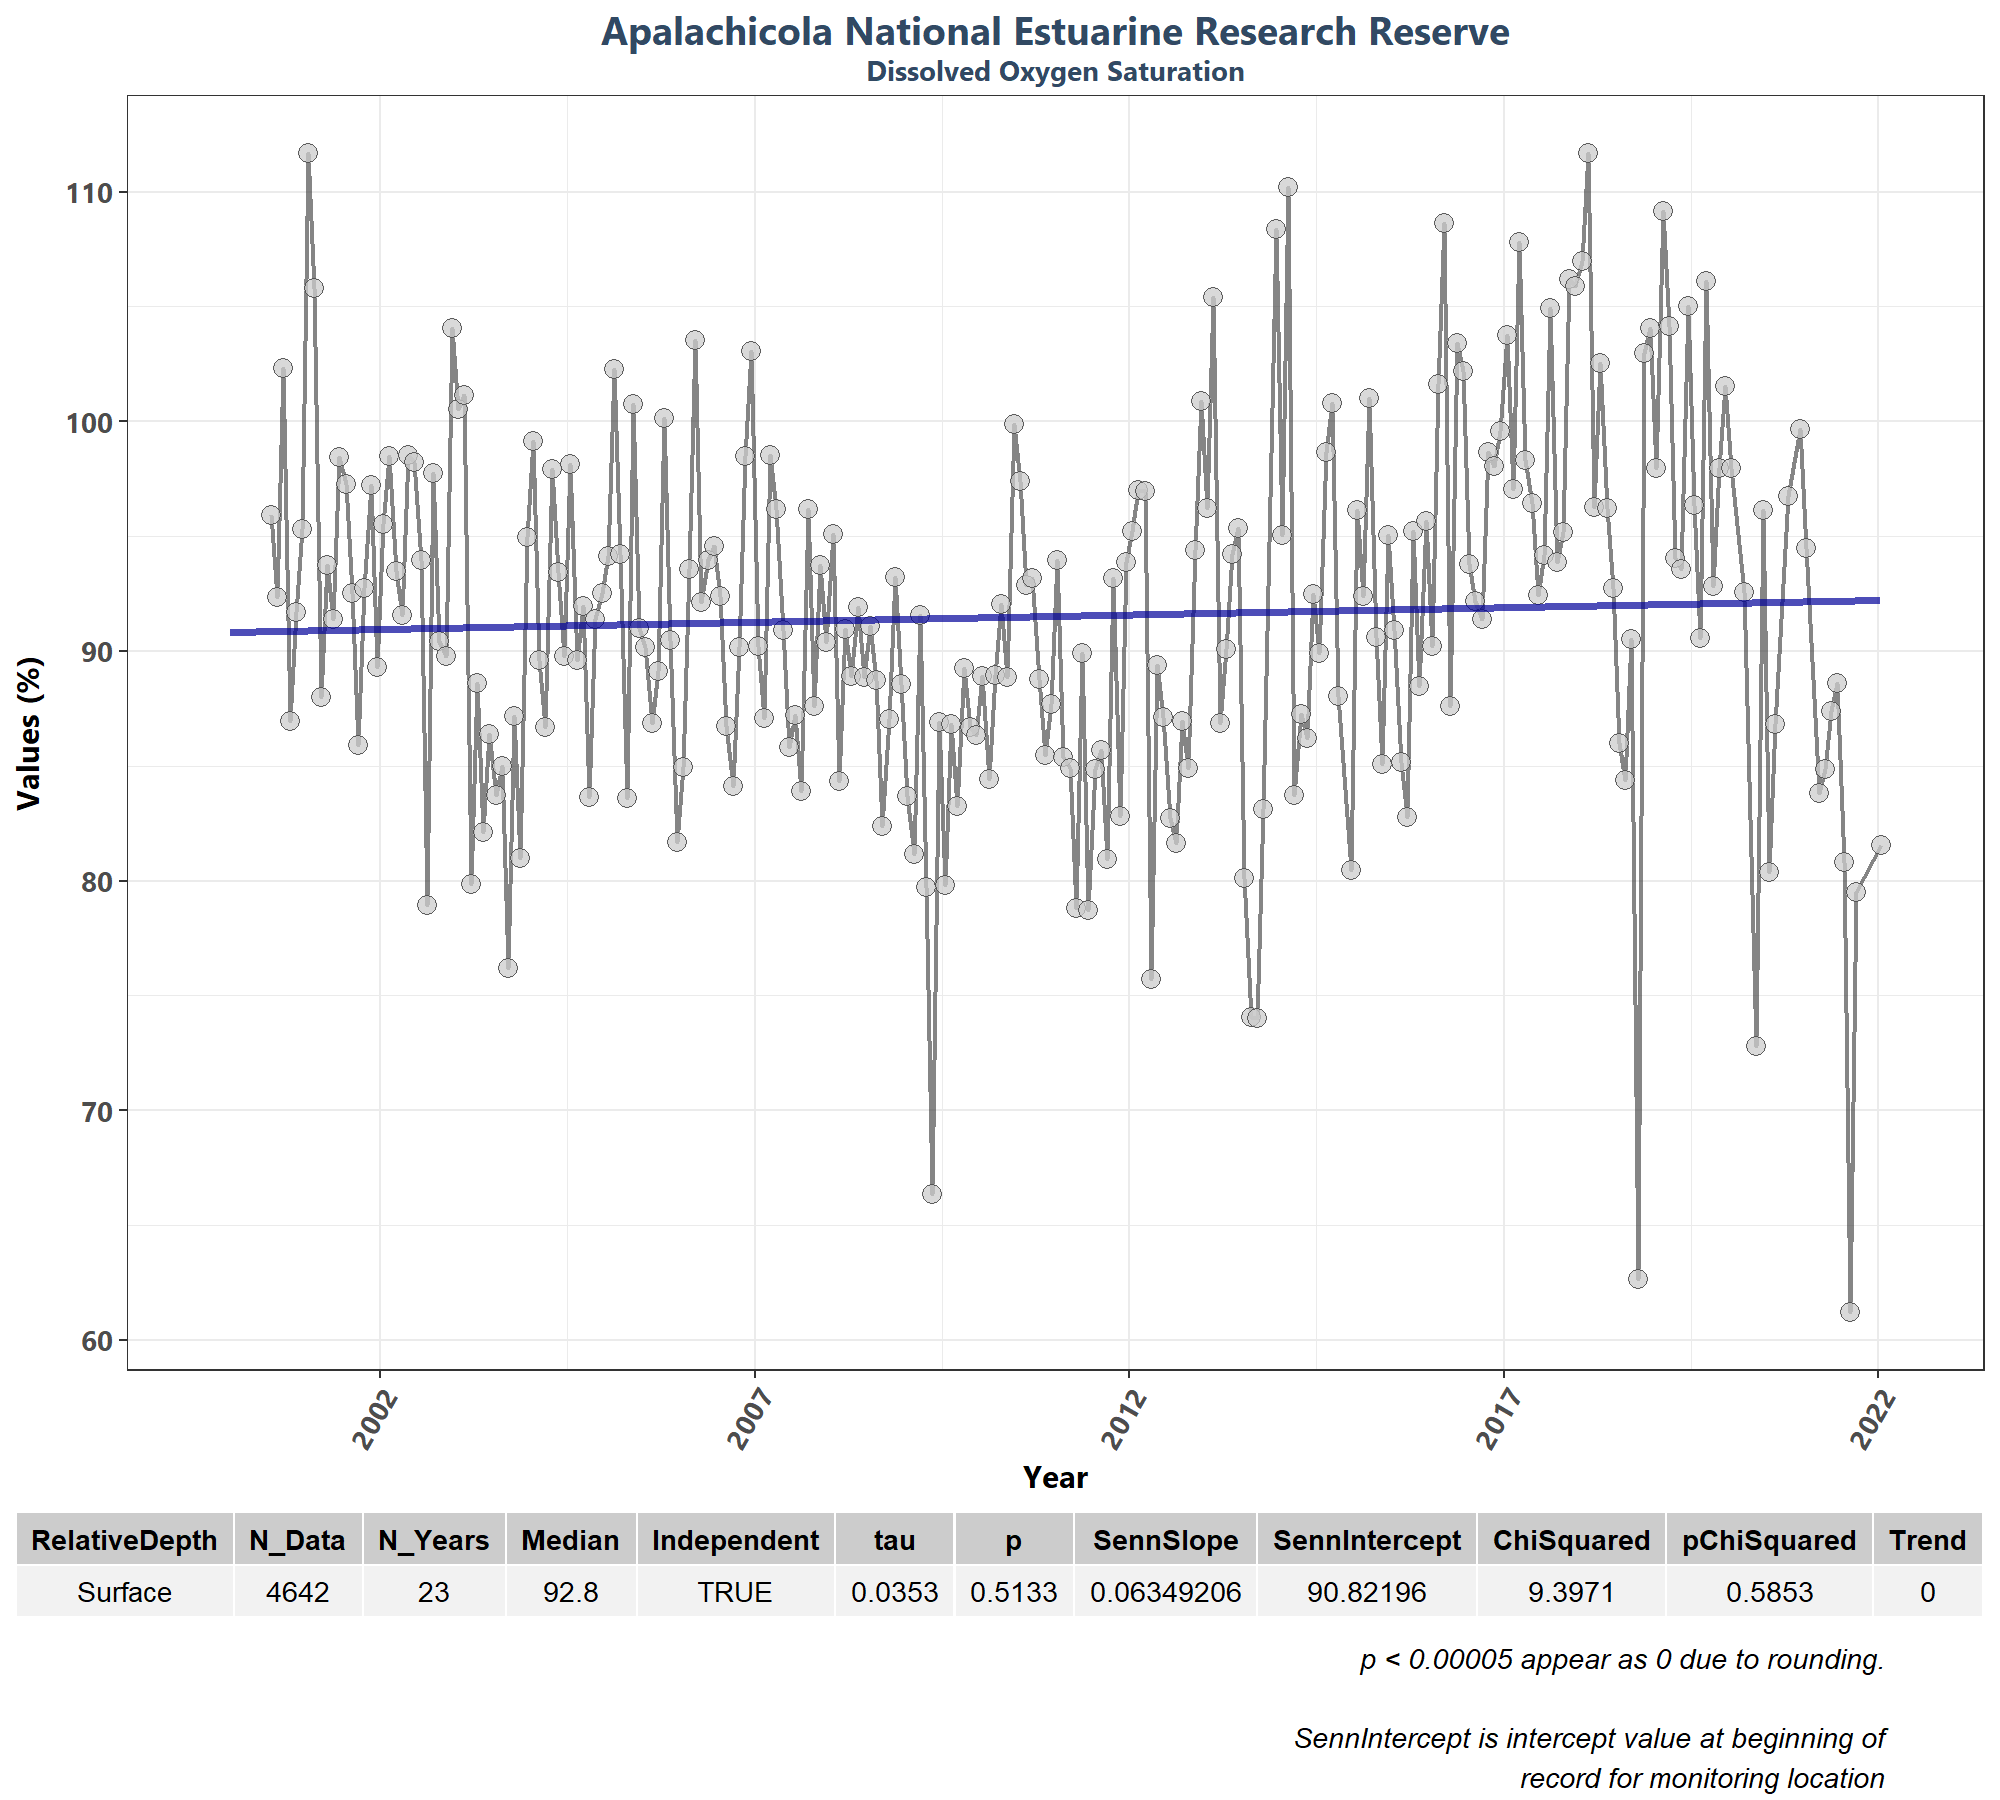 Apalachicola National Estuarine Research Reserve
Dissolved Oxygen Saturation
110
100
90
80
70
60
Values (%)
2002
2007
2012
2017
2022
Year
RelativeDepth N_Data N_Years Median Independent tau p SennSlope SennIntercept ChiSquared pChiSquared Trend
Surface 4642 23 92.8 TRUE 0.0353 0.5133 0.06349206 90.82196 9.3971 0.5853 0
p < 0.00005 appear as 0 due to rounding.
SennIntercept is intercept value at beginning of
record for monitoring location